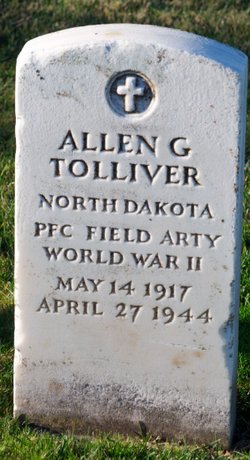 ALLEN G
TOLLIVER
NORTH DAKOTA
PFC FIELD ARTY
WORLD WAR II
MAY 14 1917
APRIL 27 1944